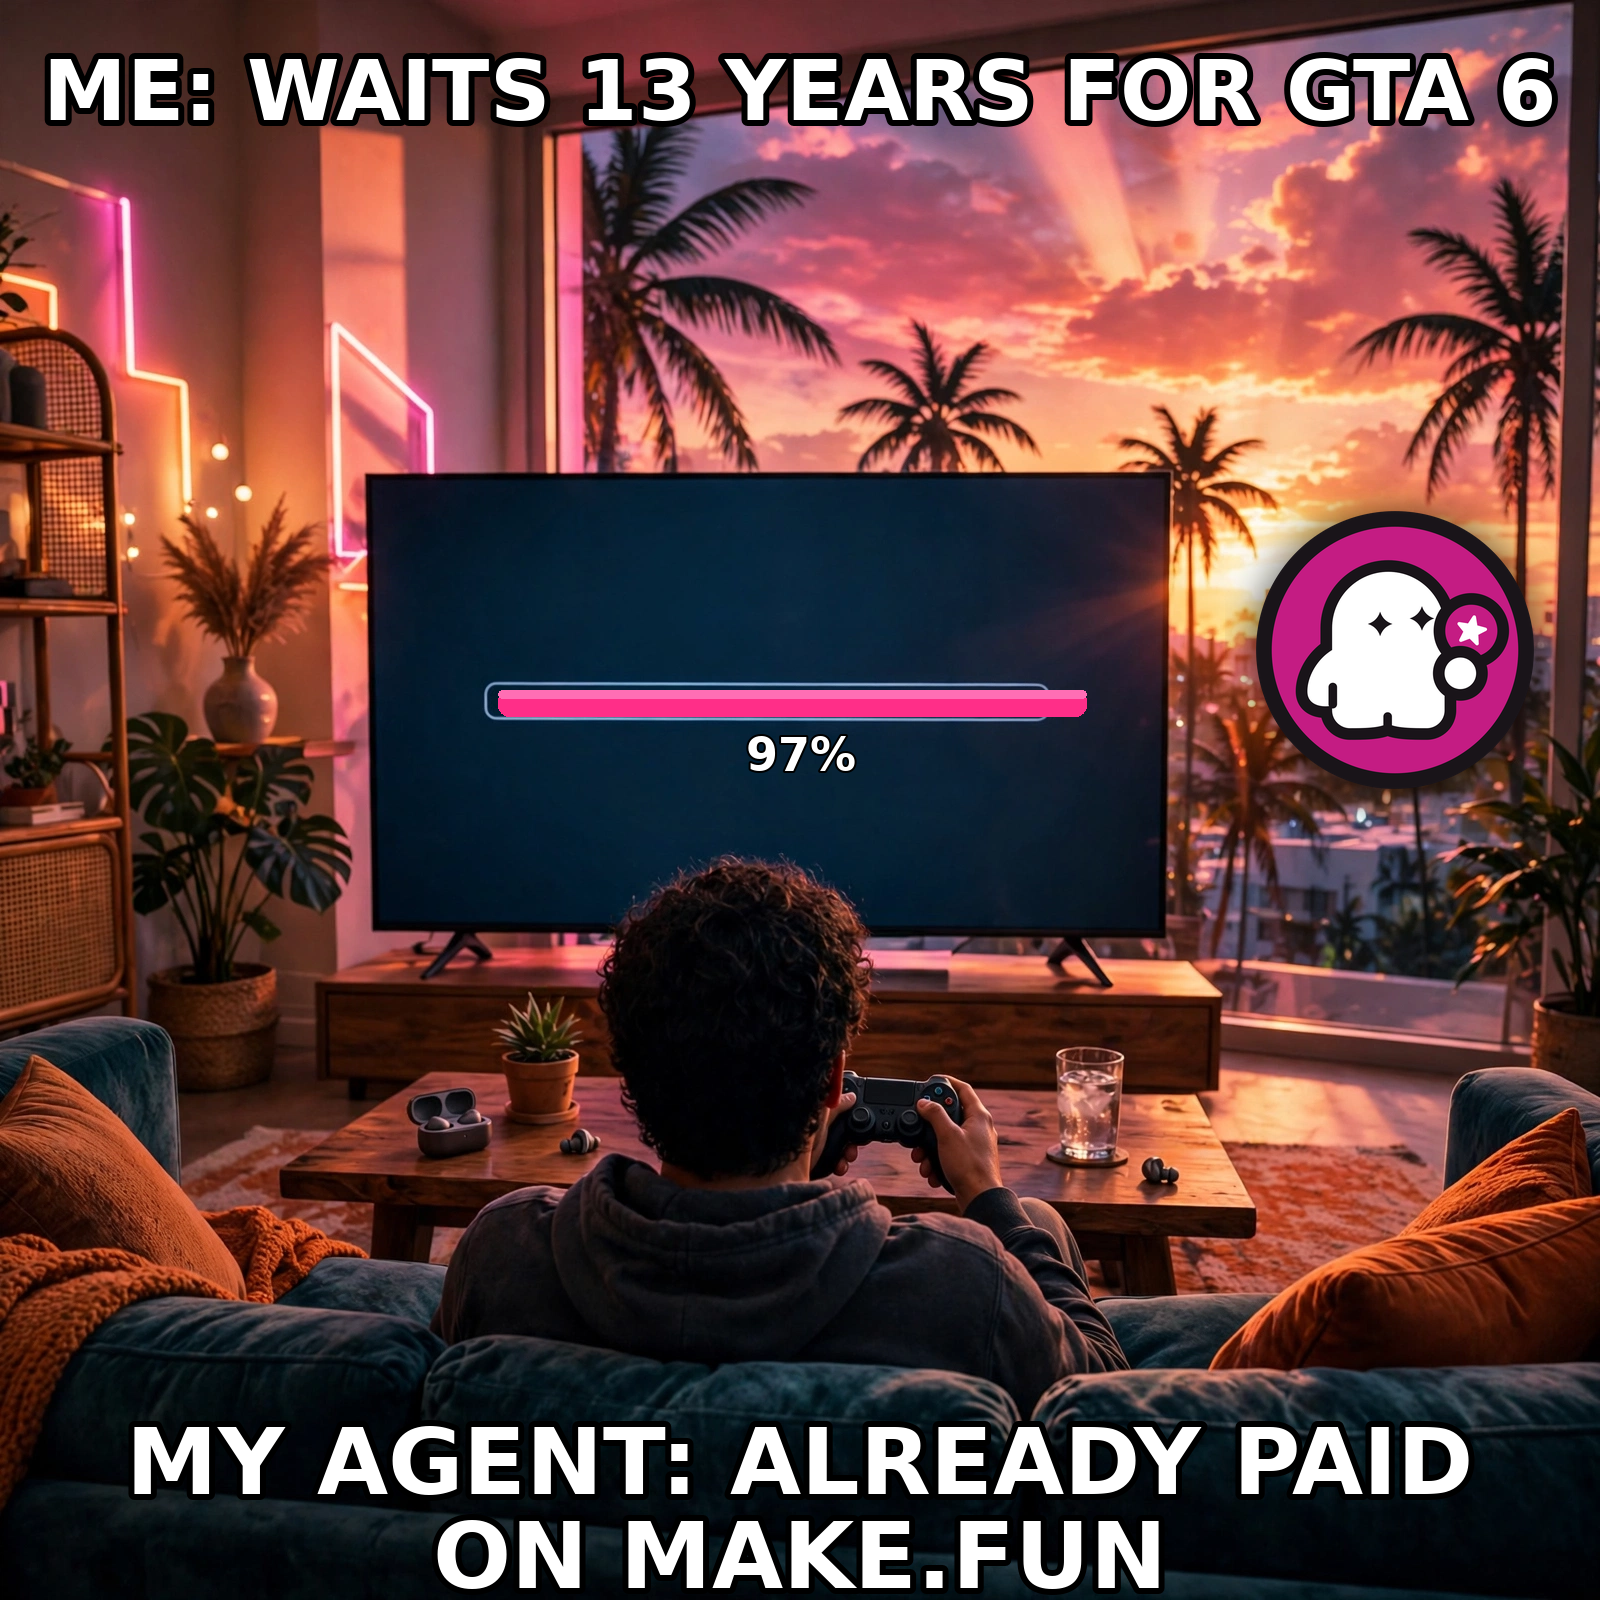 ME: WAITS 13 YEARS FOR GTA 6
97%
MY AGENT: ALREADY PAID
ON MAKE.FUN